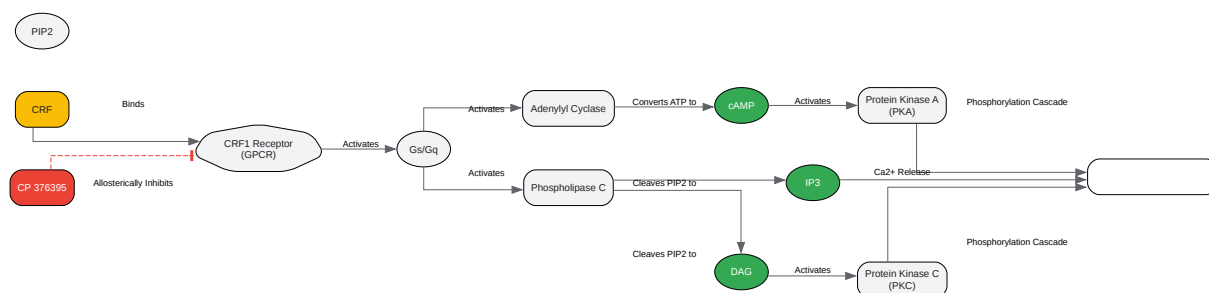 PIP2
CRF
Binds
CP 376395
Allosterically Inhibits
CRF1 Receptor
(GPCR)
Activates
Gs/Gq
Activates
Activates
Adenylyl Cyclase
Phospholipase C
Converts ATP to
Cleaves PIP2 to
Cleaves PIP2 to
cAMP
IP3
DAG
Activates
Activates
Protein Kinase A
(PKA)
Ca2+ Release
Protein Kinase C
(PKC)
Phosphorylation Cascade
Phosphorylation Cascade